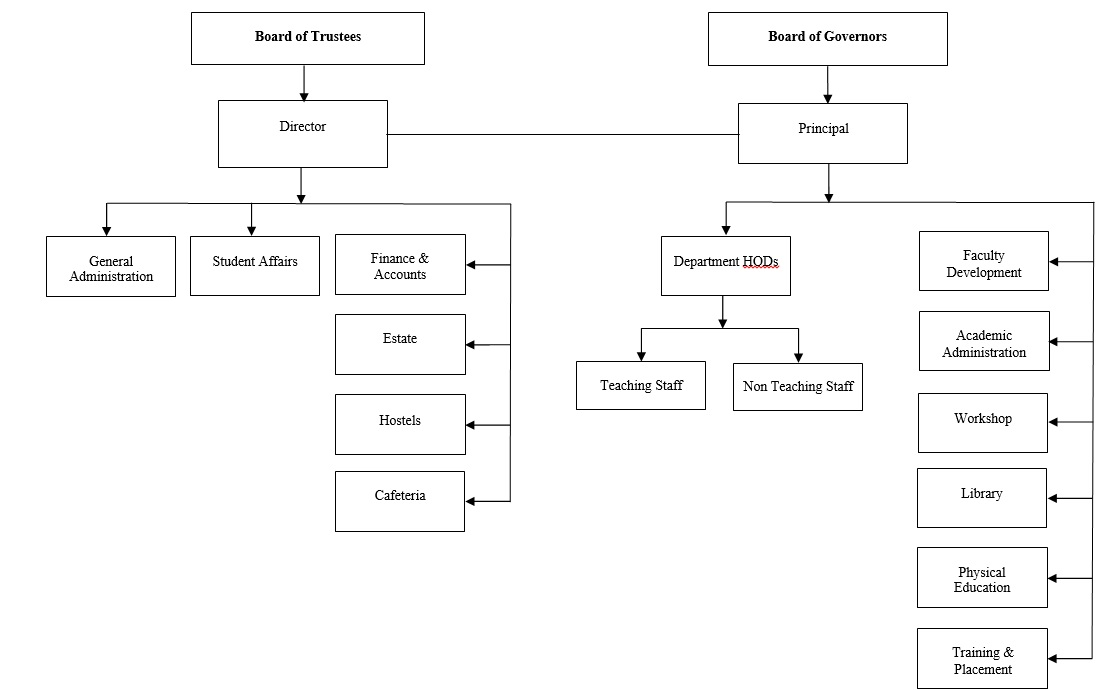 Board of Trustees
Board of Governors
Director
Principal
General
Administration
Student Affairs
Finance &
Accounts
Estate
Hostels
Cafeteria
Department HODs
Teaching Staff
Non Teaching Staff
Faculty
Development
Academic
Administration
Workshop
Library
Physical
Education
Training &
Placement